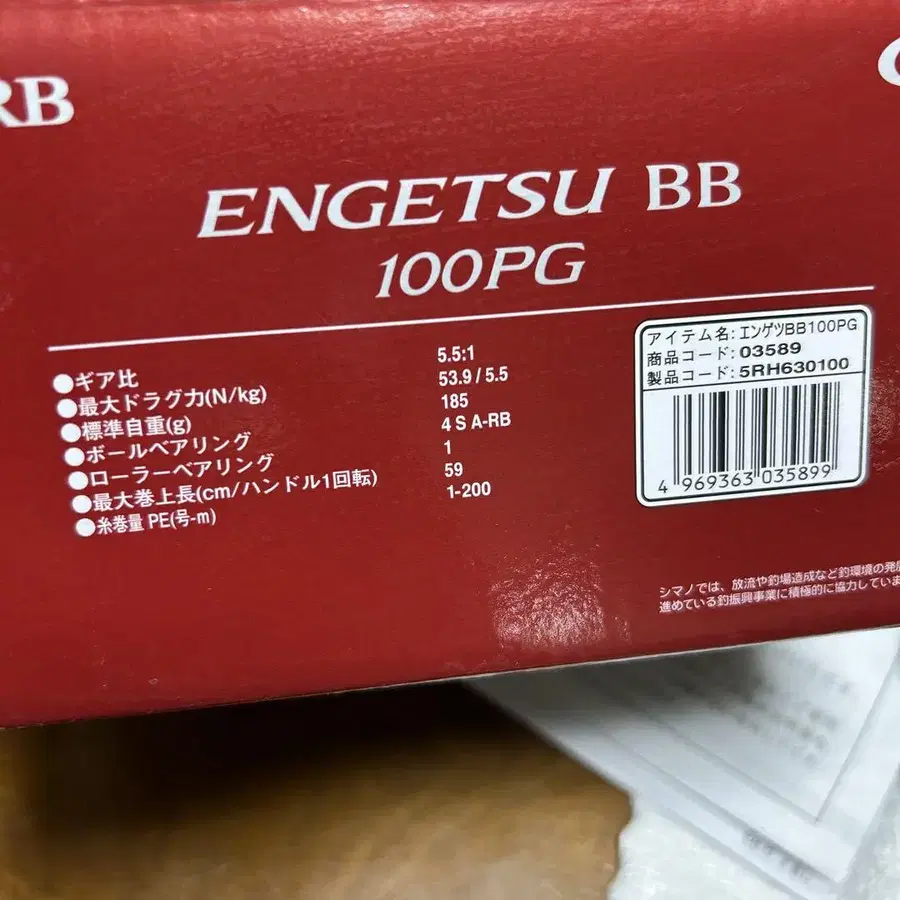 RB
ENGETSU BB
100PG
●ギア比 5.5:1
●最大ドラグ力(N/kg) 53.9 / 5.5
●標準自重(g) 185
●ボールベアリング 4 S A-RB
●ローラーベアリング 1
●最大巻上長(cm/ハンドル1回転) 59
●糸巻量 PE(号-m) 1-200
アイテム名: エンゲツBB100PG
商品コード: 03589
製品コード: 5RH630100
4 969363 035899
シマノでは、放流や釣場造成など釣環境の発
進めている釣振興事業に積極的に協力していま